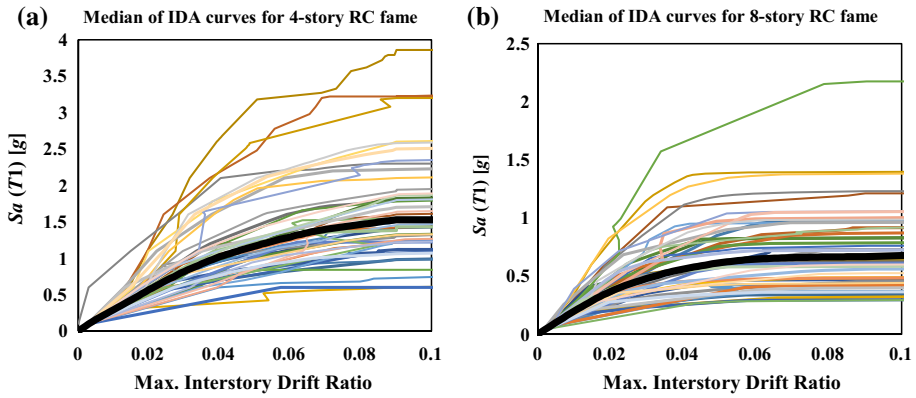 (a)
Median of IDA curves for 4-story RC fame
4
3.5
3
2.5
2
1.5
1
0.5
0
Sa (T1) [g]
0 0.02 0.04 0.06 0.08 0.1
Max. Interstory Drift Ratio
(b)
Median of IDA curves for 8-story RC fame
2.5
2
1.5
1
0.5
0
Sa (T1) [g]
0 0.02 0.04 0.06 0.08 0.1
Max. Interstory Drift Ratio